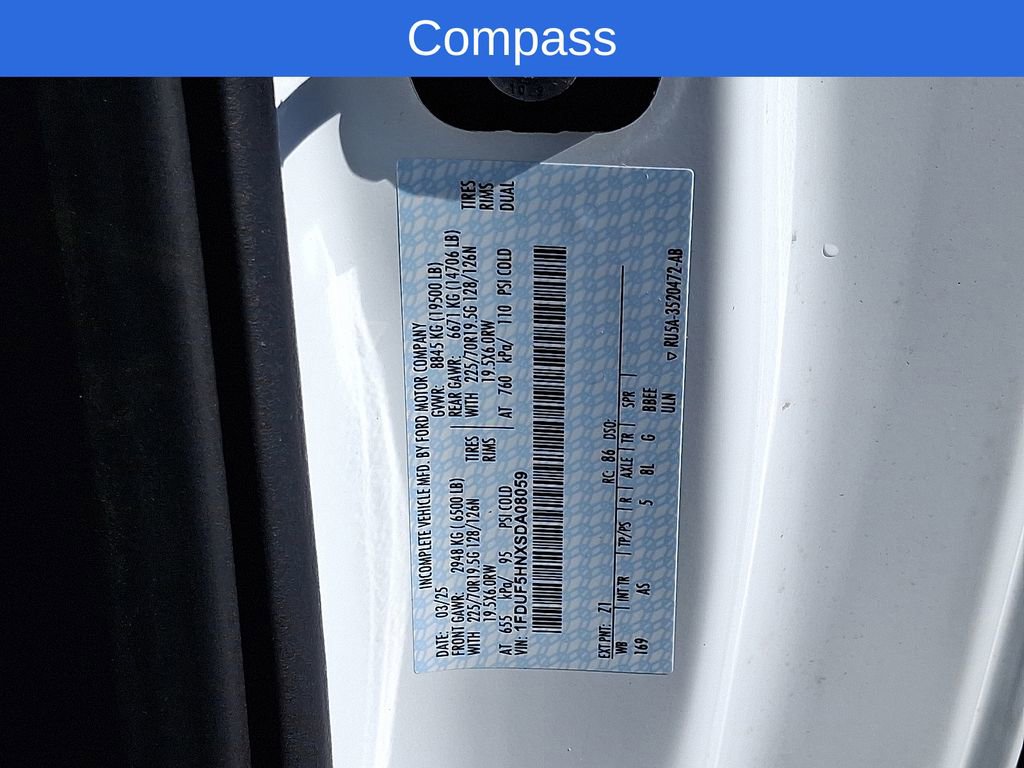 Compass
INCOMPLETE VEHICLE MFD. BY FORD MOTOR COMPANY
DATE: 03/25 GVWR: 8845 KG (19500 LB)
FRONT GAWR: 2948 KG (6500 LB) REAR GAWR: 6671 KG (14706 LB)
WITH 225/70R19.5G 128/126N TIRES WITH 225/70R19.5G 128/126N TIRES
19.5X6.0RW RIMS 19.5X6.0RW RIMS
AT 655 kPa/ 95 PSI COLD AT 760 kPa/ 110 PSI COLD DUAL
VIN: 1FDUF5HNXSDA08059
EXT PNT: Z1 RC: 86 DSO:
WB INT TR TP/PS R AXLE TR SPR
169 AS 5 8L G BBEE
ULN
▽ RU5A-3520472-AB